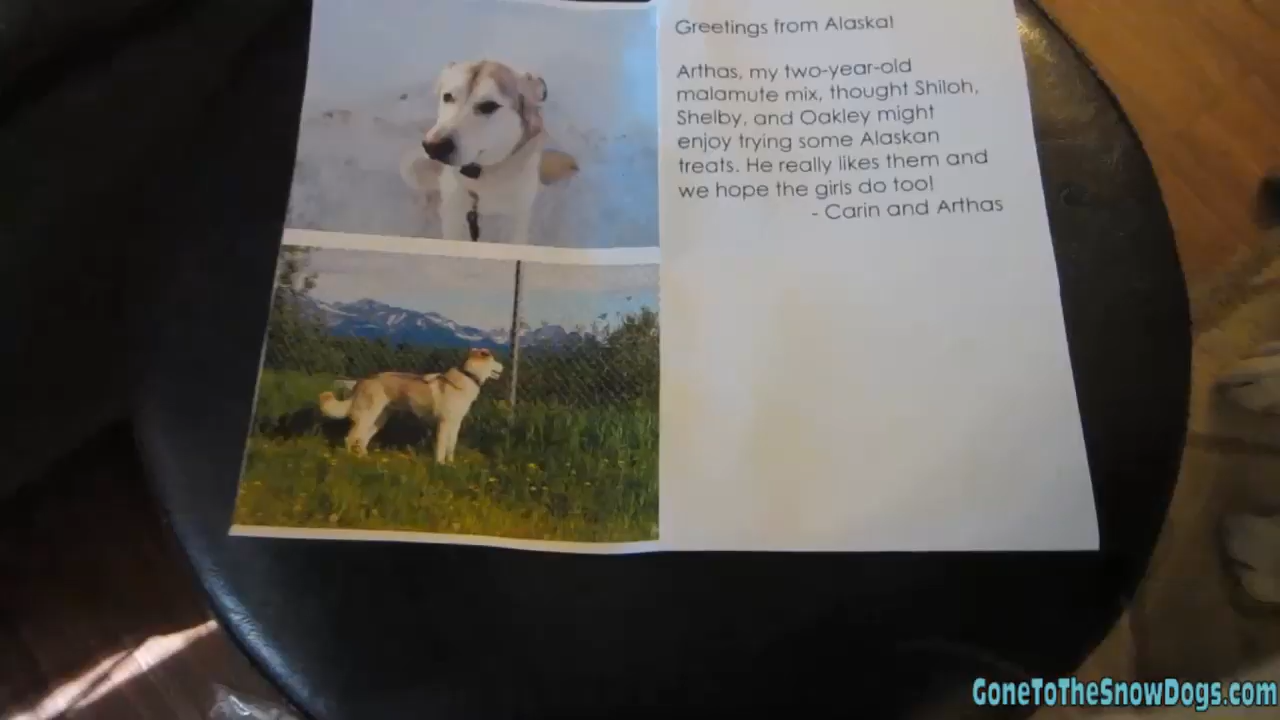 Greetings from Alaska!
Arthas, my two-year-old
malamute mix, thought Shiloh,
Shelby, and Oakley might
enjoy trying some Alaskan
treats. He really likes them and
we hope the girls do too!
- Carin and Arthas
GoneToTheSnowDogs.com